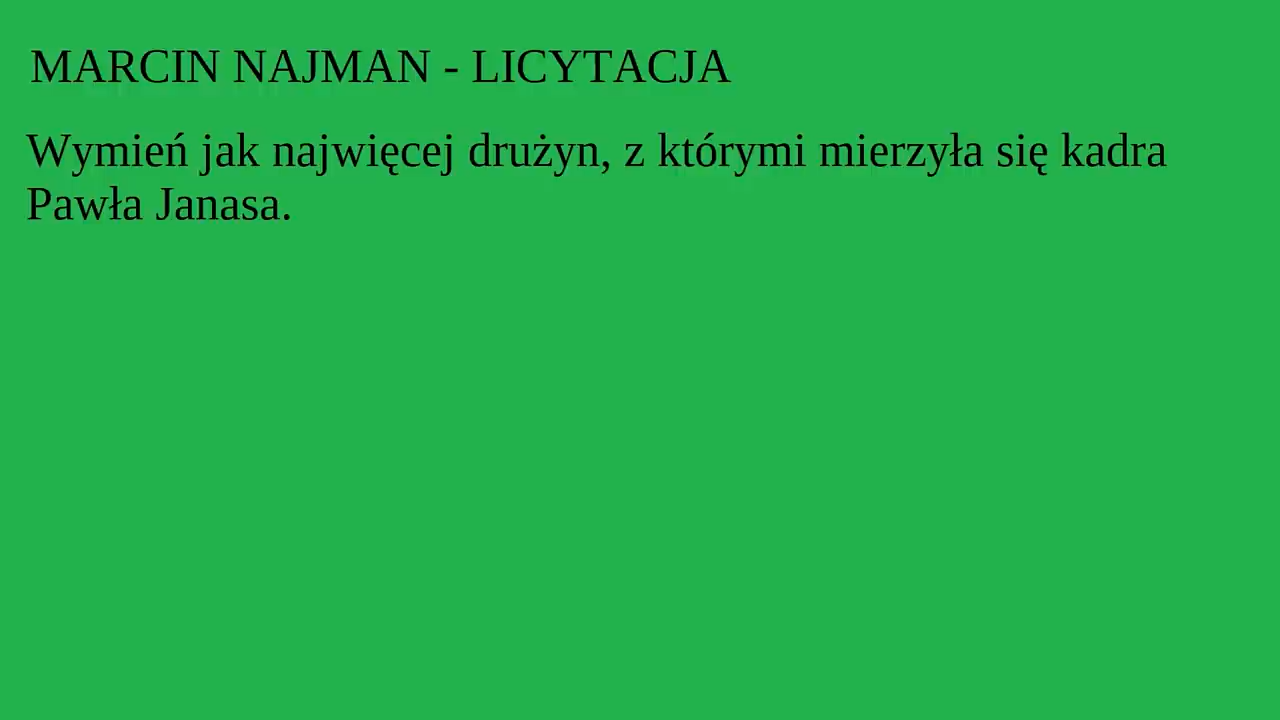 MARCIN NAJMAN - LICYTACJA
Wymień jak najwięcej drużyn, z którymi mierzyła się kadra
Pawła Janasa.